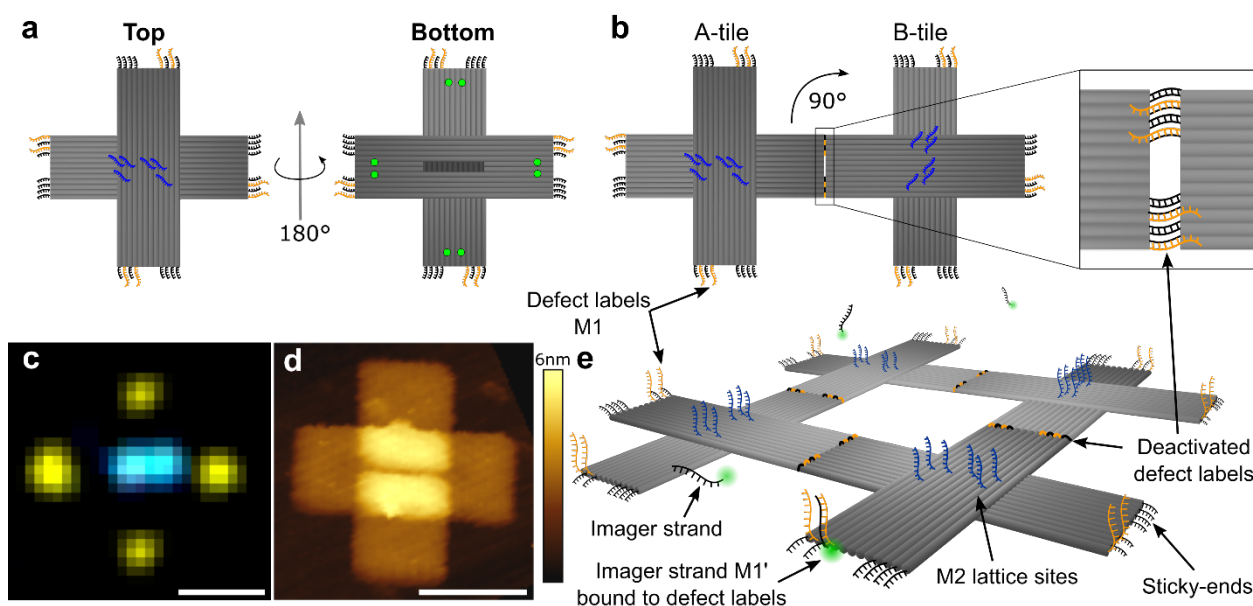 a
Top
Bottom
180°
b
A-tile
B-tile
90°
Defect labels
M1
c
d
6nm
0
e
Imager strand
Imager strand M1'
bound to defect labels
M2 lattice sites
Deactivated
defect labels
Sticky-ends